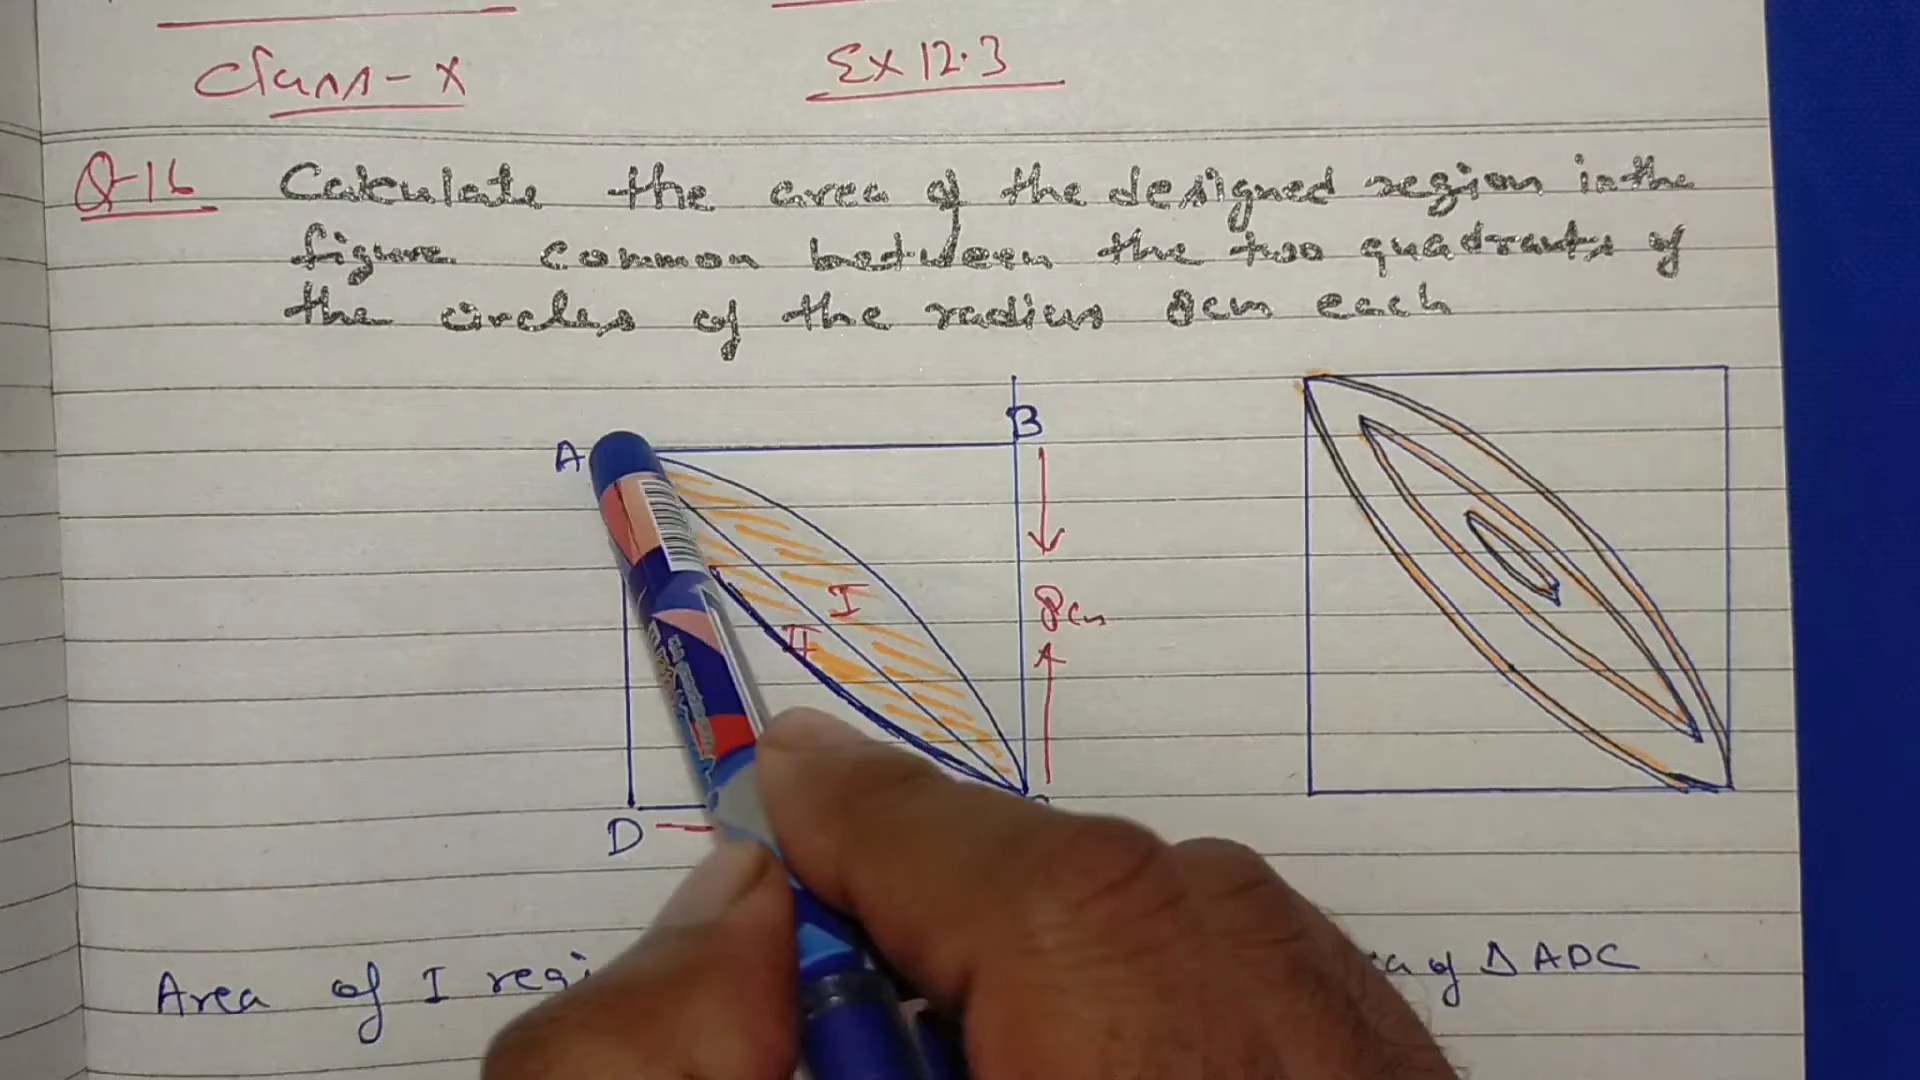 Class - X
Ex 12.3
Q-16 Calculate the area of the designed region in the
figure common between the two quadrants of
the circles of the radius 8cm each
A
B
I
II
8cm
D
Area of I regi
ea of Δ ADC